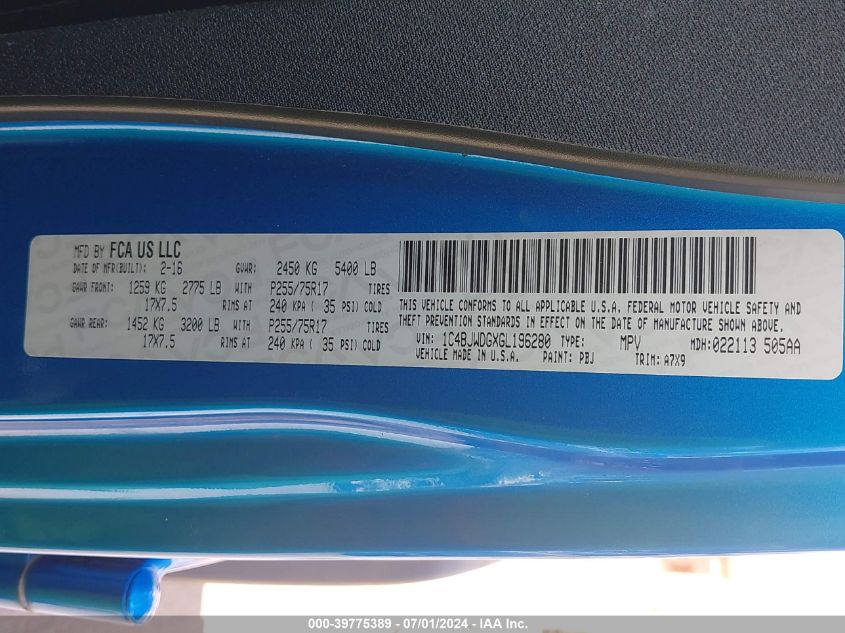 MFD BY FCA US LLC
DATE OF MFR(BUILT): 2-16 GVWR: 2450 KG 5400 LB
GAWR FRONT: 1259 KG 2775 LB WITH P255/75R17 TIRES
17X7.5 RIMS AT 240 KPA ( 35 PSI) COLD
GAWR REAR: 1452 KG 3200 LB WITH P255/75R17 TIRES
17X7.5 RIMS AT 240 KPA ( 35 PSI) COLD
THIS VEHICLE CONFORMS TO ALL APPLICABLE U.S.A. FEDERAL MOTOR VEHICLE SAFETY AND
THEFT PREVENTION STANDARDS IN EFFECT ON THE DATE OF MANUFACTURE SHOWN ABOVE.
VIN: 1C4BJWDGXGL196280 TYPE: MPV MDH:022113 505AA
VEHICLE MADE IN U.S.A. PAINT: PBJ TRIM: A7X9
000-39775389 - 07/01/2024 - IAA Inc.